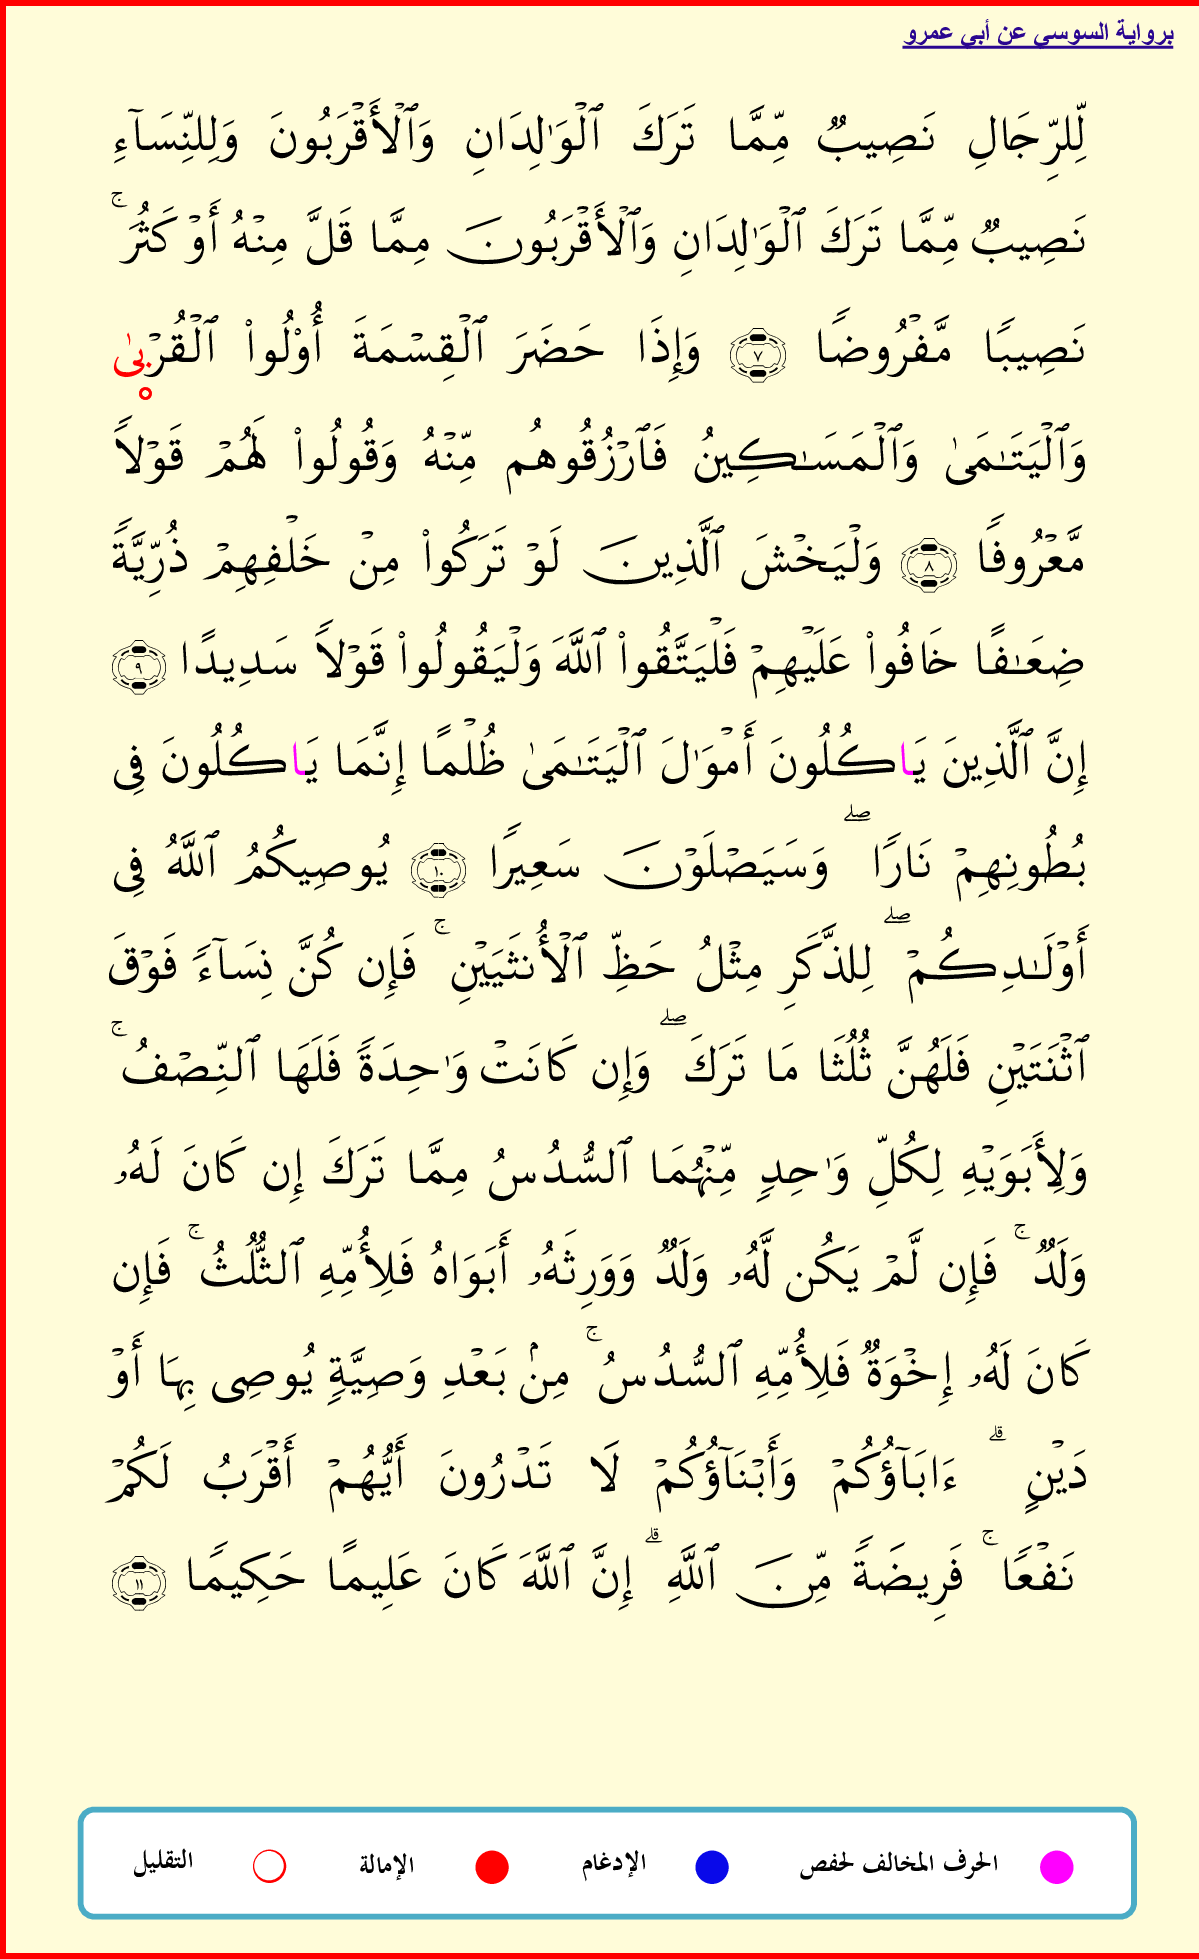 برواية السوسي عن أبي عمرو
لِّلرِّجَالِ نَصِيبٌ مِّمَّا تَرَكَ ٱلْوَٰلِدَانِ وَٱلْأَقْرَبُونَ وَلِلنِّسَآءِ
نَصِيبٌ مِّمَّا تَرَكَ ٱلْوَٰلِدَانِ وَٱلْأَقْرَبُونَ مِمَّا قَلَّ مِنْهُ أَوْ كَثُرَ ۚ
نَصِيبًا مَّفْرُوضًا ٧ وَإِذَا حَضَرَ ٱلْقِسْمَةَ أُوْلُواْ ٱلْقُرْبىٰ
وَٱلْيَتَـٰمَىٰ وَٱلْمَسَـٰكِينُ فَٱرْزُقُوهُم مِّنْهُ وَقُولُواْ لَهُمْ قَوْلًا
مَّعْرُوفًا ٨ وَلْيَخْشَ ٱلَّذِينَ لَوْ تَرَكُواْ مِنْ خَلْفِهِمْ ذُرِّيَّةً
ضِعَـٰفًا خَافُواْ عَلَيْهِمْ فَلْيَتَّقُواْ ٱللَّهَ وَلْيَقُولُواْ قَوْلًا سَدِيدًا ٩
إِنَّ ٱلَّذِينَ يَاكُلُونَ أَمْوَٰلَ ٱلْيَتَـٰمَىٰ ظُلْمًا إِنَّمَا يَاكُلُونَ فِى
بُطُونِهِمْ نَارًا ۖ وَسَيَصْلَوْنَ سَعِيرًا ١٠ يُوصِيكُمُ ٱللَّهُ فِى
أَوْلَـٰدِكُمْ ۖ لِلذَّكَرِ مِثْلُ حَظِّ ٱلْأُنثَيَيْنِ ۚ فَإِن كُنَّ نِسَآءً فَوْقَ
ٱثْنَتَيْنِ فَلَهُنَّ ثُلُثَا مَا تَرَكَ ۖ وَإِن كَانَتْ وَٰحِدَةً فَلَهَا ٱلنِّصْفُ ۚ
وَلِأَبَوَيْهِ لِكُلِّ وَٰحِدٍ مِّنْهُمَا ٱلسُّدُسُ مِمَّا تَرَكَ إِن كَانَ لَهُۥ
وَلَدٌ ۚ فَإِن لَّمْ يَكُن لَّهُۥ وَلَدٌ وَوَرِثَهُۥ أَبَوَاهُ فَلِأُمِّهِ ٱلثُّلُثُ ۚ فَإِن
كَانَ لَهُۥ إِخْوَةٌ فَلِأُمِّهِ ٱلسُّدُسُ ۚ مِنۢ بَعْدِ وَصِيَّةٍ يُوصِى بِهَا أَوْ
دَيْنٍ ۗ ءَابَآؤُكُمْ وَأَبْنَآؤُكُمْ لَا تَدْرُونَ أَيُّهُمْ أَقْرَبُ لَكُمْ
نَفْعًا ۚ فَرِيضَةً مِّنَ ٱللَّهِ ۗ إِنَّ ٱللَّهَ كَانَ عَلِيمًا حَكِيمًا ١١
الحرف المخالف لحفص الإدغام الإمالة التقليل